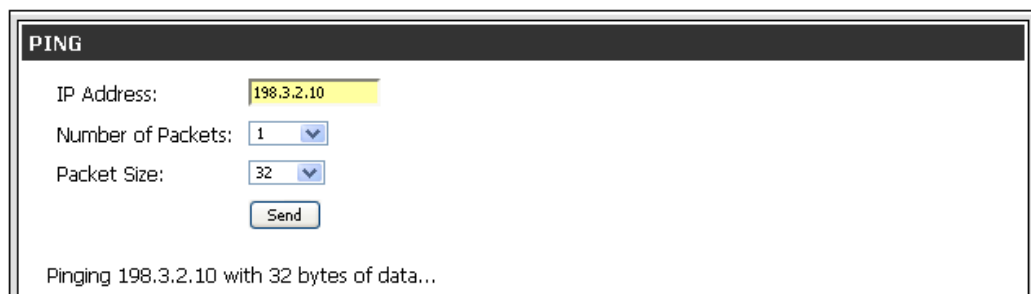 PING
IP Address: 198.3.2.10
Number of Packets: 1
Packet Size: 32
Send
Pinging 198.3.2.10 with 32 bytes of data...